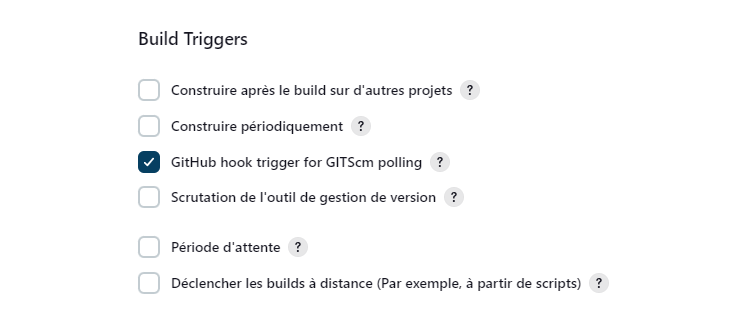 Build Triggers
Construire après le build sur d'autres projets ?
Construire périodiquement ?
GitHub hook trigger for GITScm polling ?
Scrutation de l'outil de gestion de version ?
Période d'attente ?
Déclencher les builds à distance (Par exemple, à partir de scripts) ?